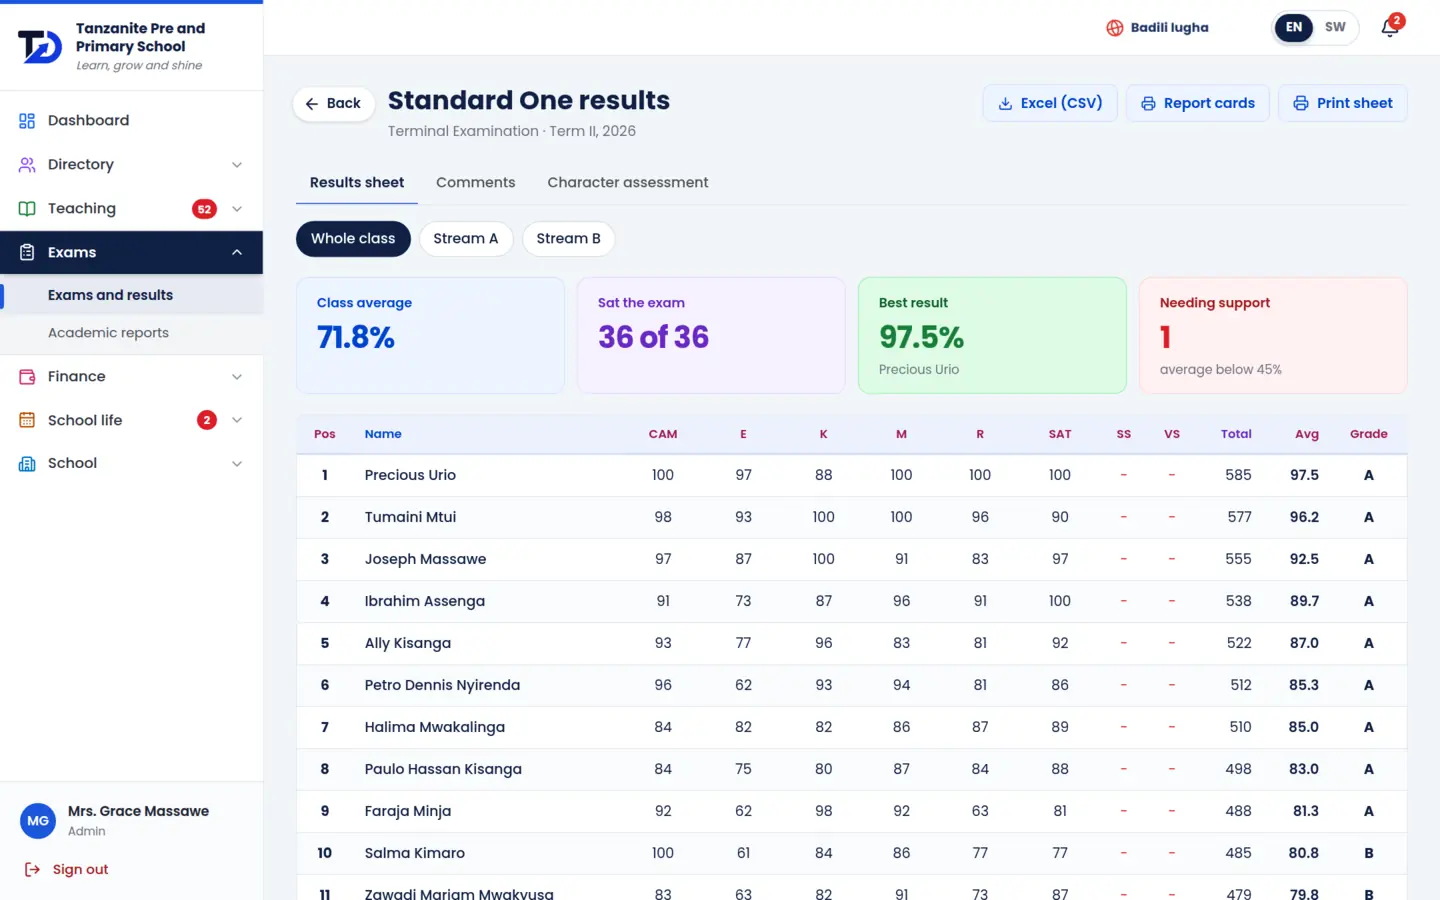 Tanzanite Pre and
Primary School
Learn, grow and shine
Badili lugha
EN
SW
2
Dashboard
Directory
Teaching
52
Exams
Exams and results
Academic reports
Finance
School life
2
School
Mrs. Grace Massawe
Admin
MG
Sign out
Back
Standard One results
Terminal Examination · Term II, 2026
Excel (CSV)
Report cards
Print sheet
Results sheet
Comments
Character assessment
Whole class
Stream A
Stream B
Class average
71.8%
Sat the exam
36 of 36
Best result
97.5%
Precious Urio
Needing support
1
average below 45%
Pos Name CAM E K M R SAT SS VS Total Avg Grade
1 Precious Urio 100 97 88 100 100 100 - - 585 97.5 A
2 Tumaini Mtui 98 93 100 100 96 90 - - 577 96.2 A
3 Joseph Massawe 97 87 100 91 83 97 - - 555 92.5 A
4 Ibrahim Assenga 91 73 87 96 91 100 - - 538 89.7 A
5 Ally Kisanga 93 77 96 83 81 92 - - 522 87.0 A
6 Petro Dennis Nyirenda 96 62 93 94 81 86 - - 512 85.3 A
7 Halima Mwakalinga 84 82 82 86 87 89 - - 510 85.0 A
8 Paulo Hassan Kisanga 84 75 80 87 84 88 - - 498 83.0 A
9 Faraja Minja 92 62 98 92 63 81 - - 488 81.3 A
10 Salma Kimaro 100 61 84 86 77 77 - - 485 80.8 B
11 Zawadi Mariam Mwakyusa 83 63 82 91 73 87 - - 479 79.8 B